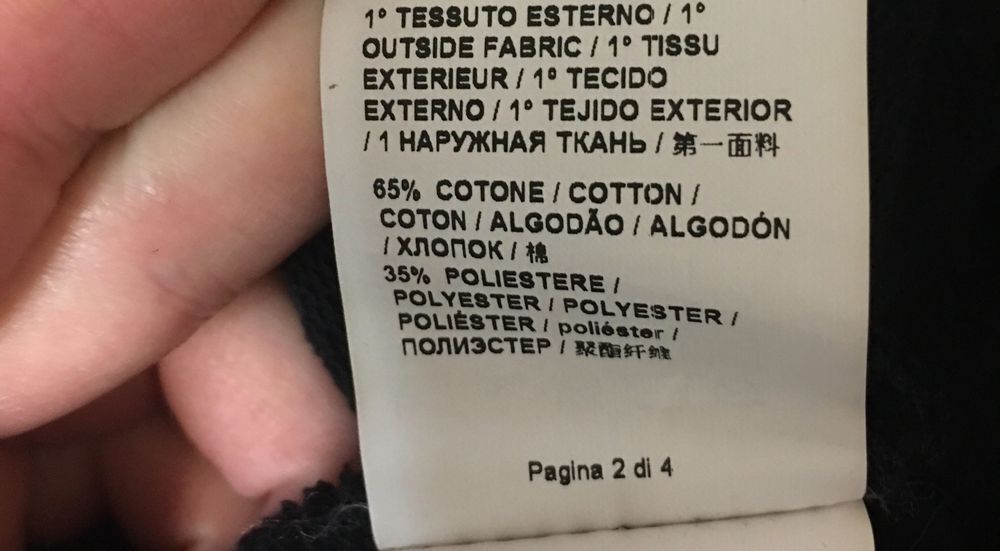 1° TESSUTO ESTERNO / 1°
OUTSIDE FABRIC / 1° TISSU
EXTERIEUR / 1° TECIDO
EXTERNO / 1° TEJIDO EXTERIOR
/ 1 НАРУЖНАЯ ТКАНЬ / 第一面料
65% COTONE / COTTON /
COTON / ALGODÃO / ALGODÓN
/ ХЛОПОК / 棉
35% POLIESTERE /
POLYESTER / POLYESTER /
POLIÉSTER / poliéster /
ПОЛИЭСТЕР / 聚酯纤维
Pagina 2 di 4